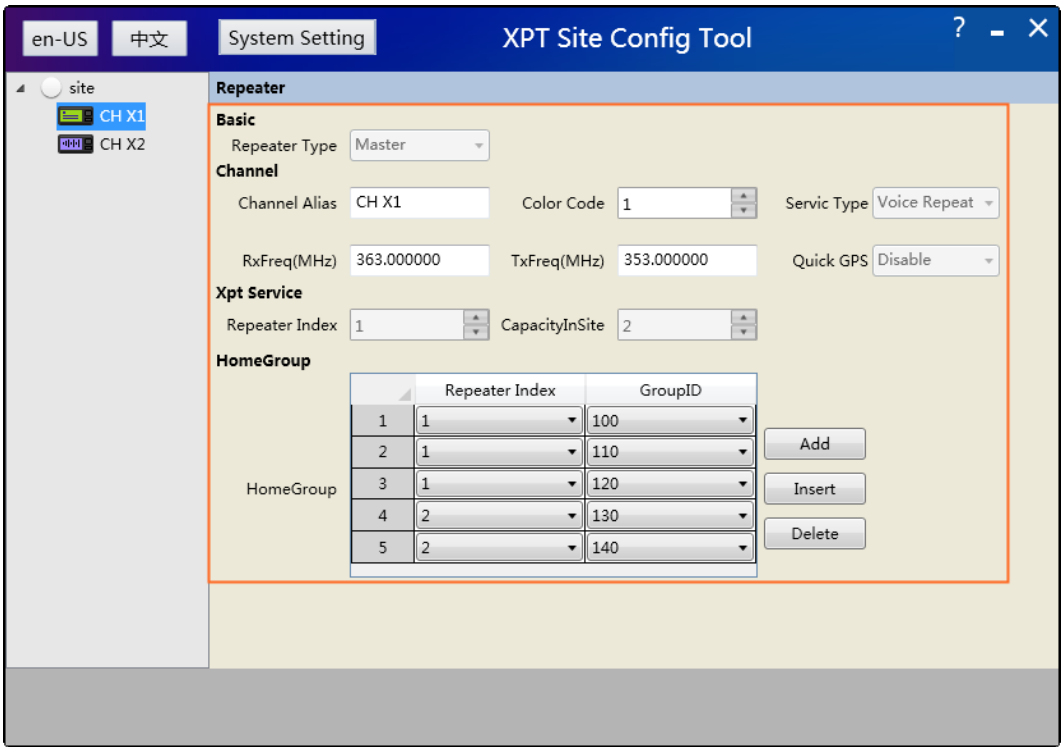 en-US 中文 System Setting XPT Site Config Tool ?
site
CH X1
CH X2
Repeater
Basic
Repeater Type Master
Channel
Channel Alias CH X1 Color Code 1 Servic Type Voice Repeat
RxFreq(MHz) 363.000000 TxFreq(MHz) 353.000000 Quick GPS Disable
Xpt Service
Repeater Index 1 CapacityInSite 2
HomeGroup
Repeater Index GroupID
1 1 100
2 1 110
3 1 120
4 2 130
5 2 140
HomeGroup
Add
Insert
Delete